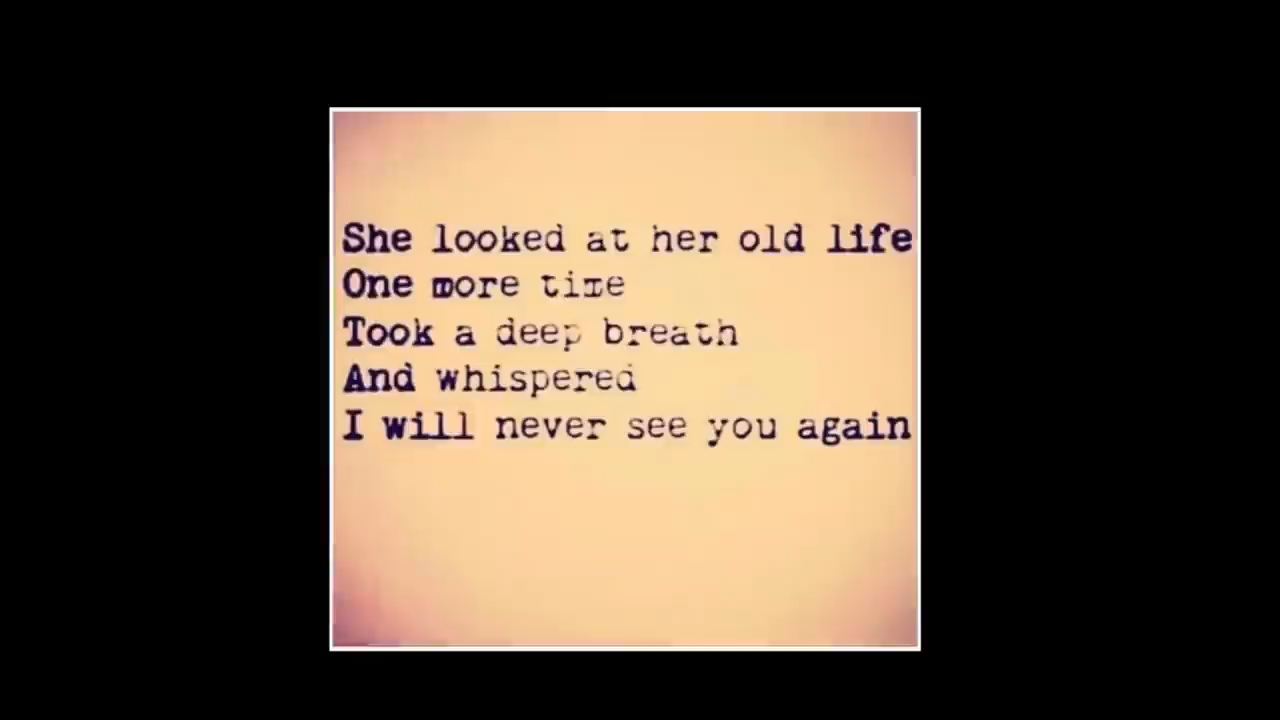 She looked at her old life
One more time
Took a deep breath
And whispered
I will never see you again